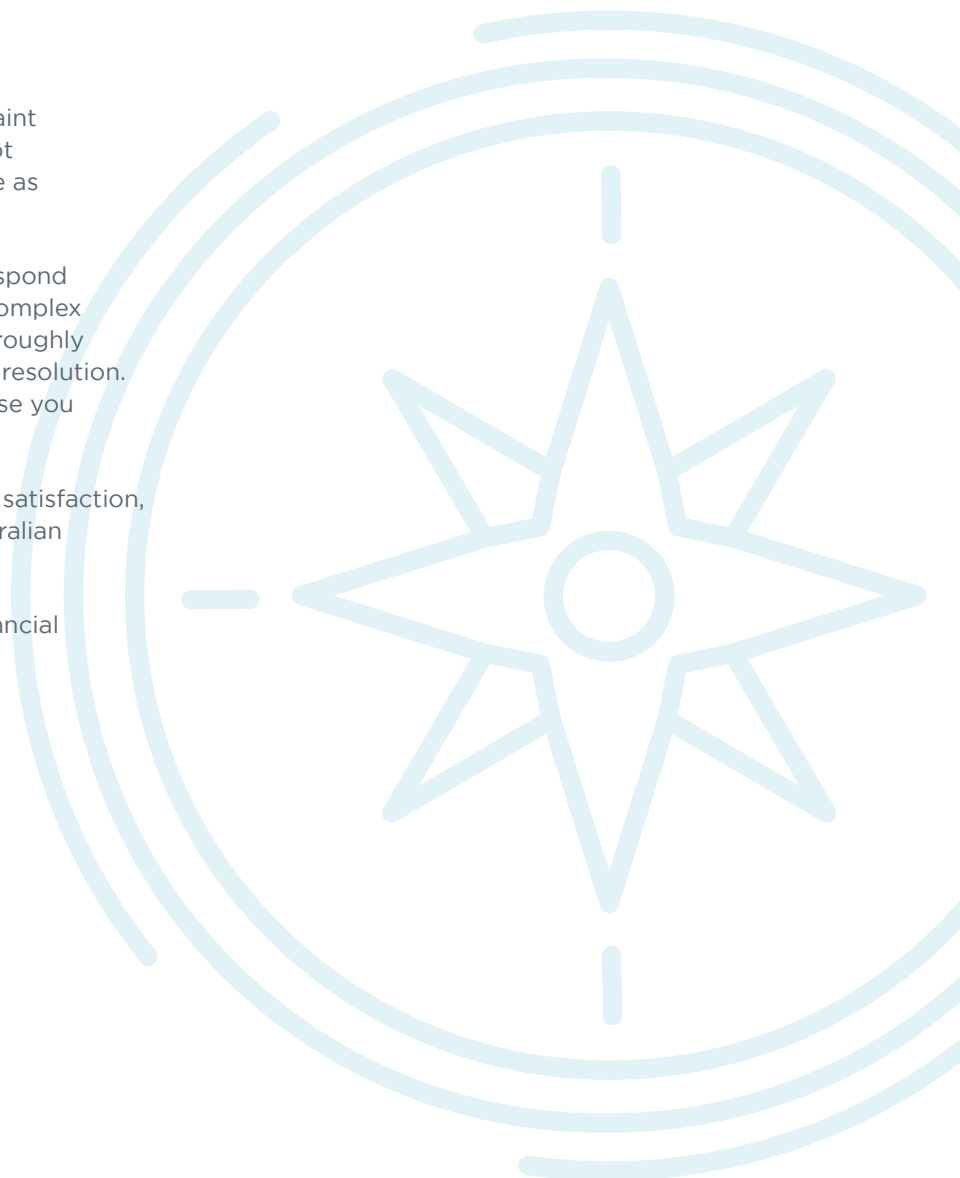 aint
ot
e as
spond
omplex
roughly
resolution.
se you
satisfaction,
ralian
ancial